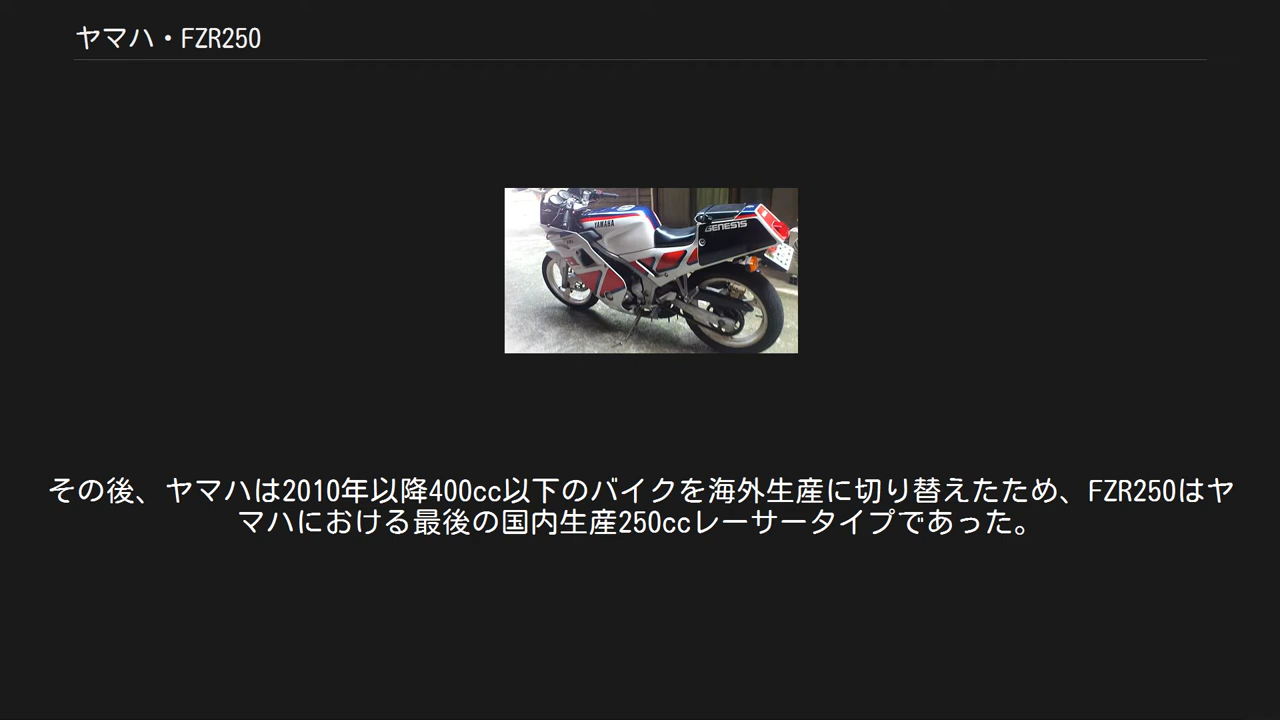 ヤマハ・FZR250
YAMAHA
GENESIS
その後、ヤマハは2010年以降400cc以下のバイクを海外生産に切り替えたため、FZR250はヤ
マハにおける最後の国内生産250ccレーサータイプであった。